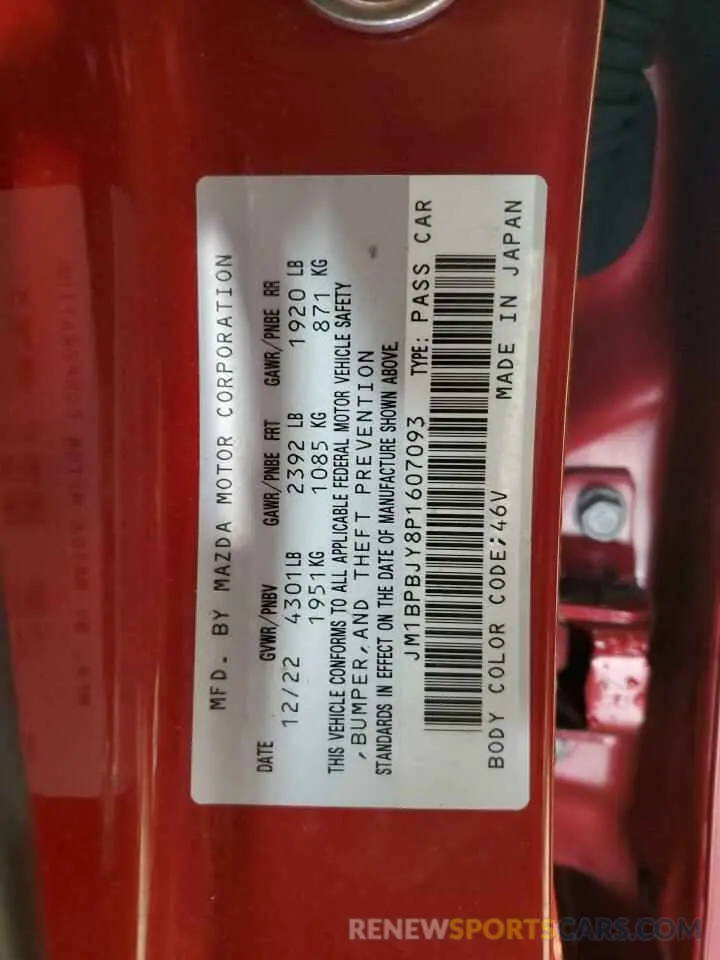 MFD. BY MAZDA MOTOR CORPORATION
DATE GVWR/PNBV GAWR/PNBE FRT GAWR/PNBE RR
12/22 4301LB 2392 LB 1920 LB
1951KG 1085 KG 871 KG
THIS VEHICLE CONFORMS TO ALL APPLICABLE FEDERAL MOTOR VEHICLE SAFETY
,BUMPER,AND THEFT PREVENTION
STANDARDS IN EFFECT ON THE DATE OF MANUFACTURE SHOWN ABOVE.
JM1BPBJY8P1607093 TYPE: PASS CAR
BODY COLOR CODE;46V MADE IN JAPAN
RENEWSPORTSCARS.COM